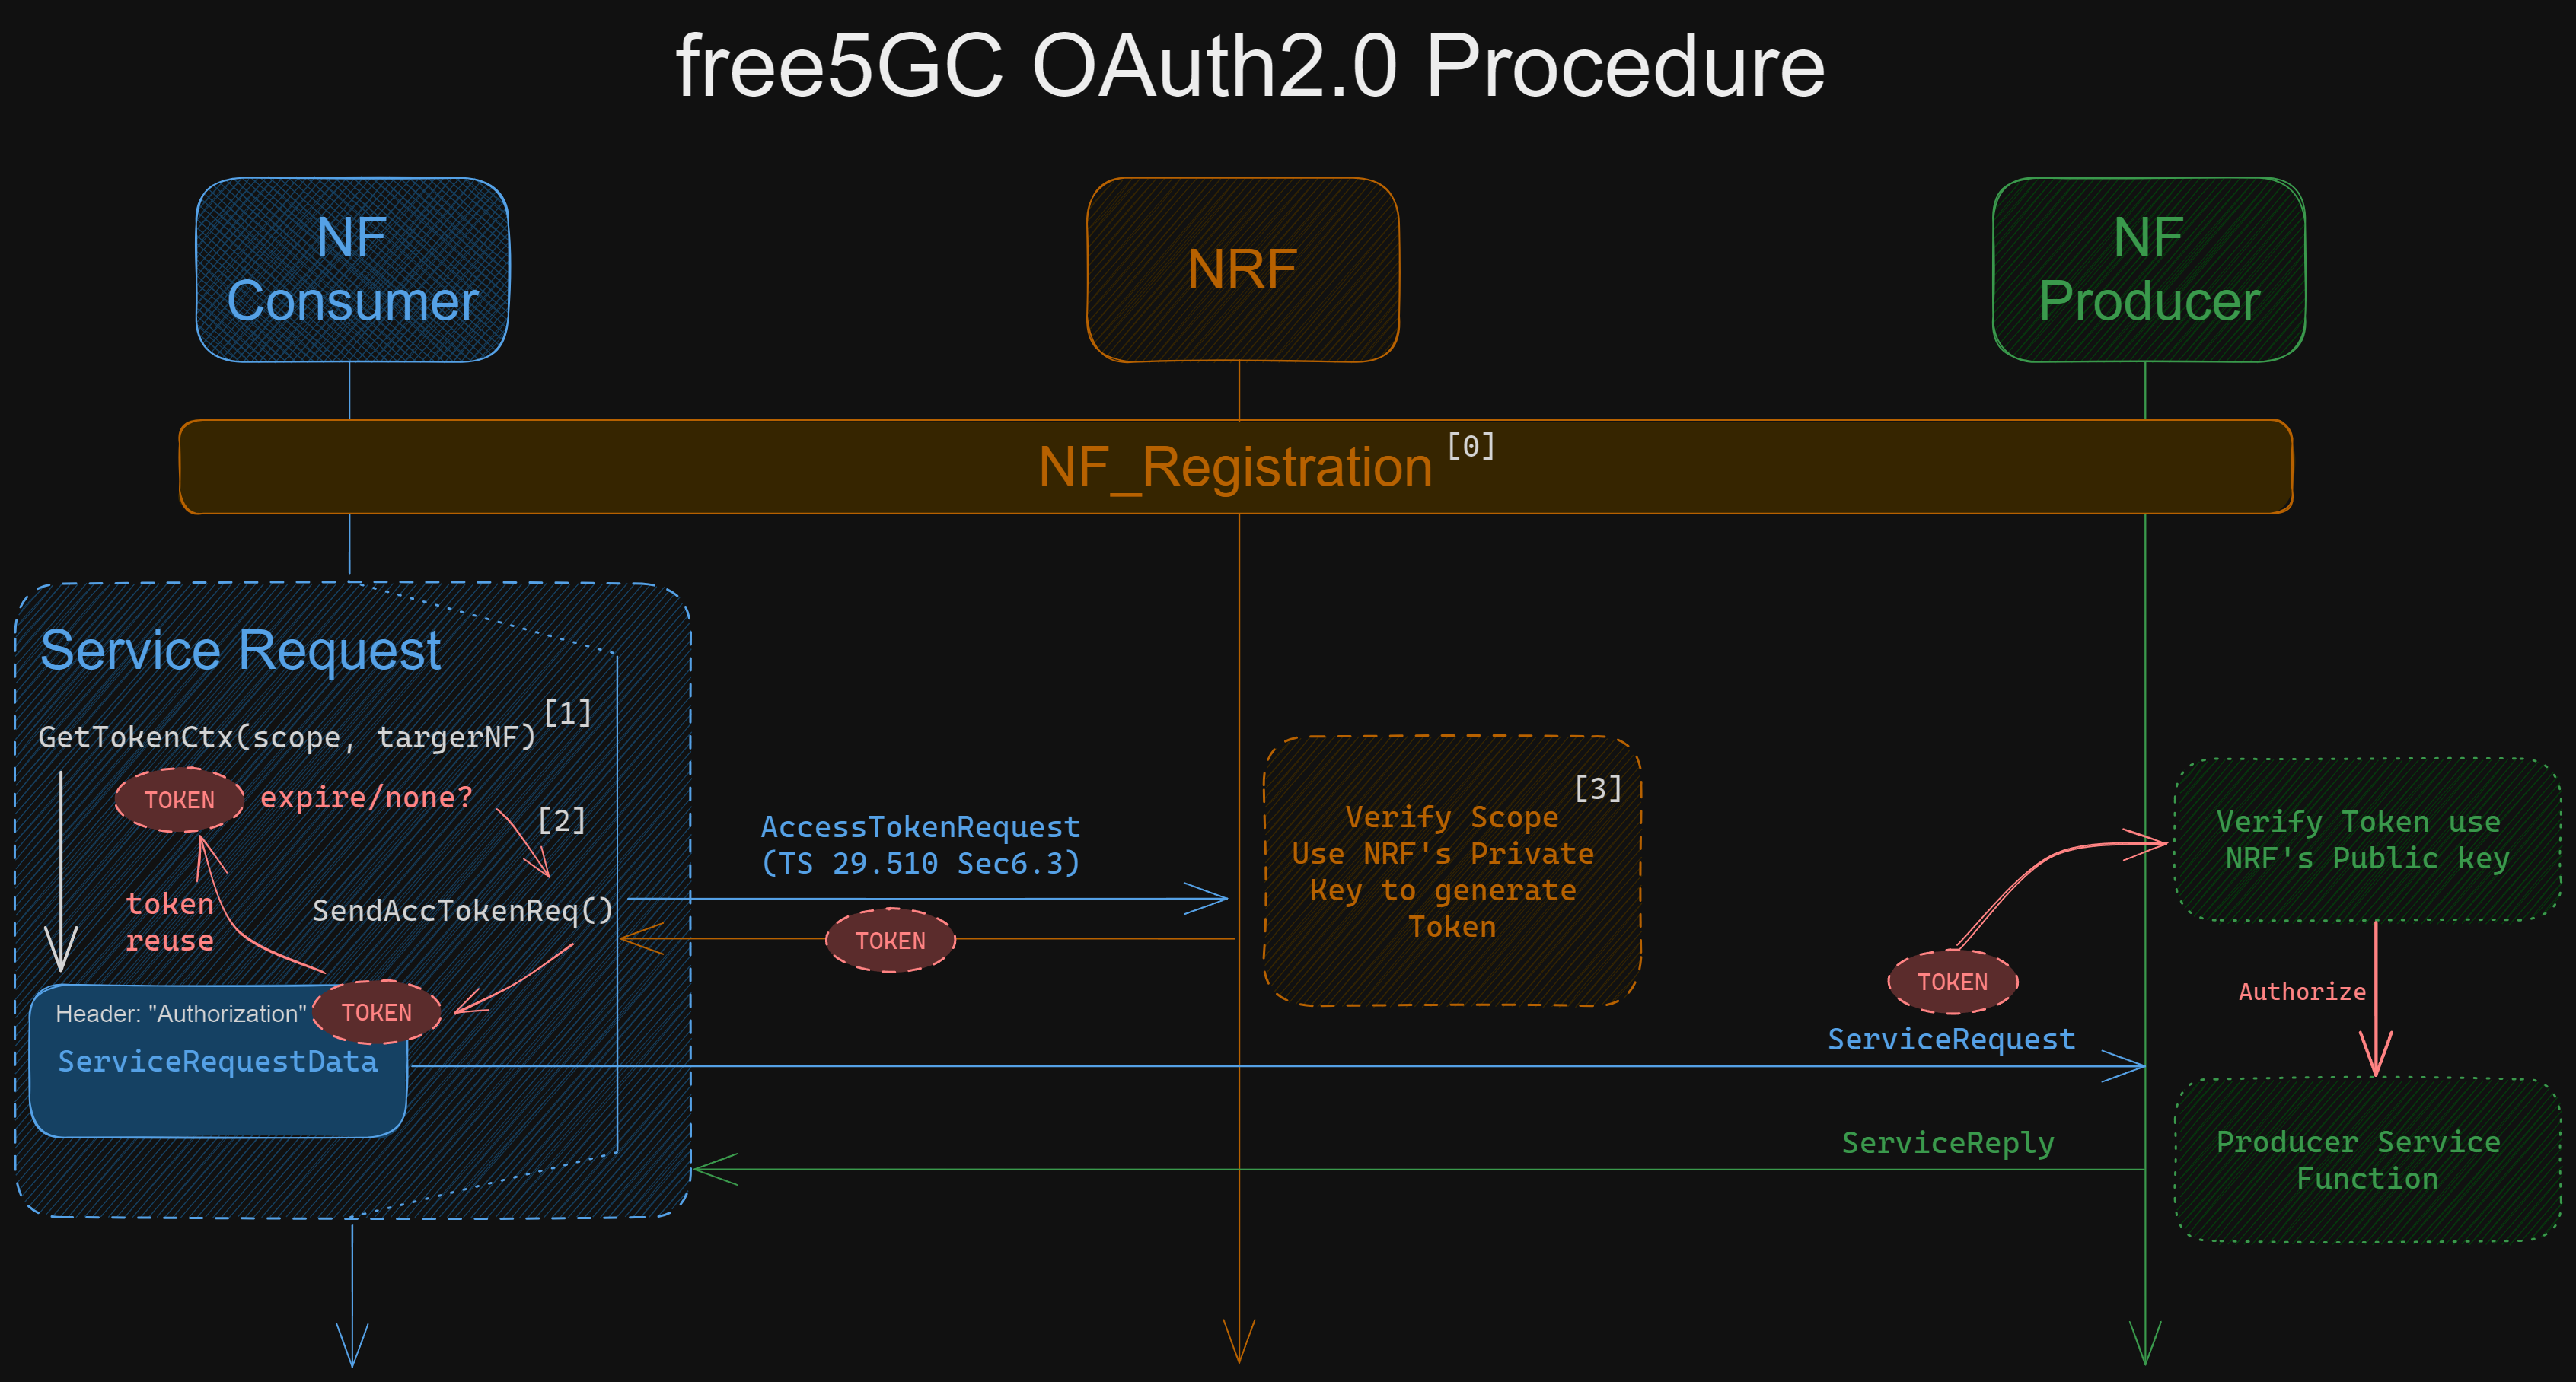 free5GC OAuth2.0 Procedure
NF
Consumer
NRF
NF
Producer
NF_Registration [0]
Service Request
GetTokenCtx(scope, targerNF) [1]
TOKEN expire/none?
[2]
token
reuse
SendAccTokenReq()
Header: "Authorization" TOKEN
ServiceRequestData
AccessTokenRequest
(TS 29.510 Sec6.3)
TOKEN
[3]
Verify Scope
Use NRF's Private
Key to generate
Token
TOKEN
ServiceRequest
ServiceReply
Verify Token use
NRF's Public key
Authorize
Producer Service
Function